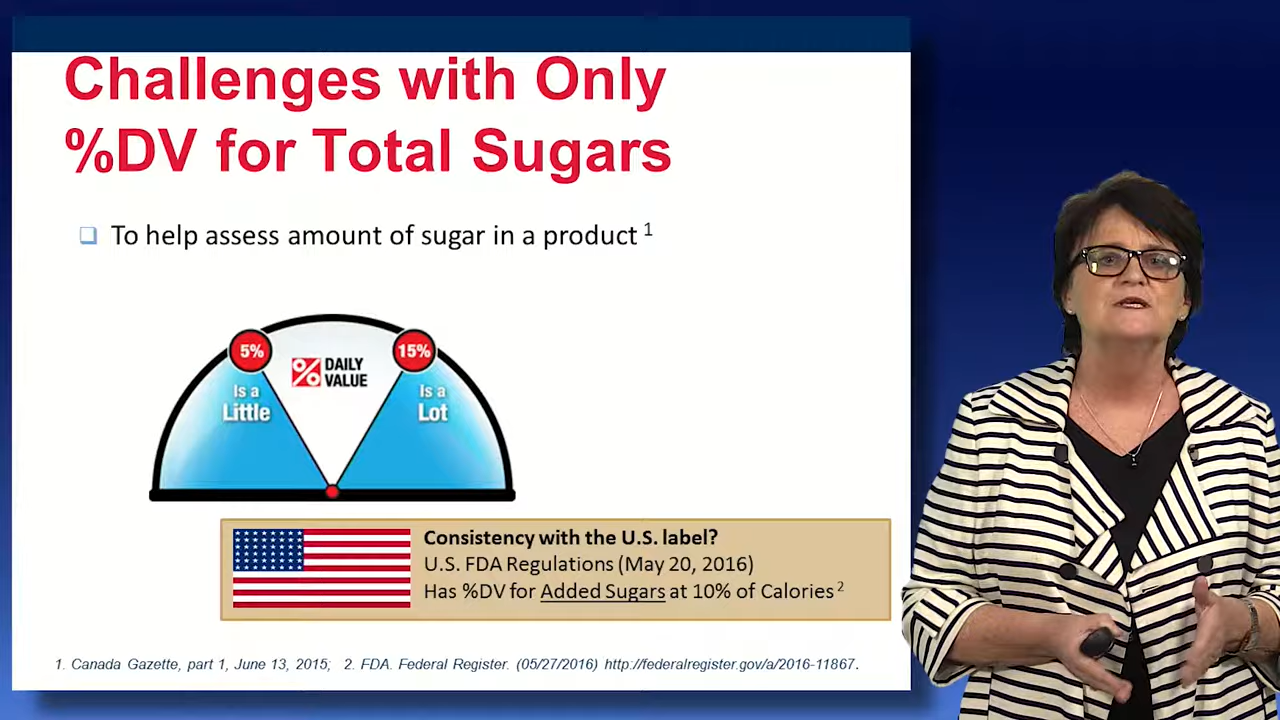 Challenges with Only
%DV for Total Sugars
❑ To help assess amount of sugar in a product 1
5%
15%
% DAILY
VALUE
Is a
Little
Is a
Lot
Consistency with the U.S. label?
U.S. FDA Regulations (May 20, 2016)
Has %DV for Added Sugars at 10% of Calories 2
1. Canada Gazette, part 1, June 13, 2015; 2. FDA. Federal Register. (05/27/2016) http://federalregister.gov/a/2016-11867.